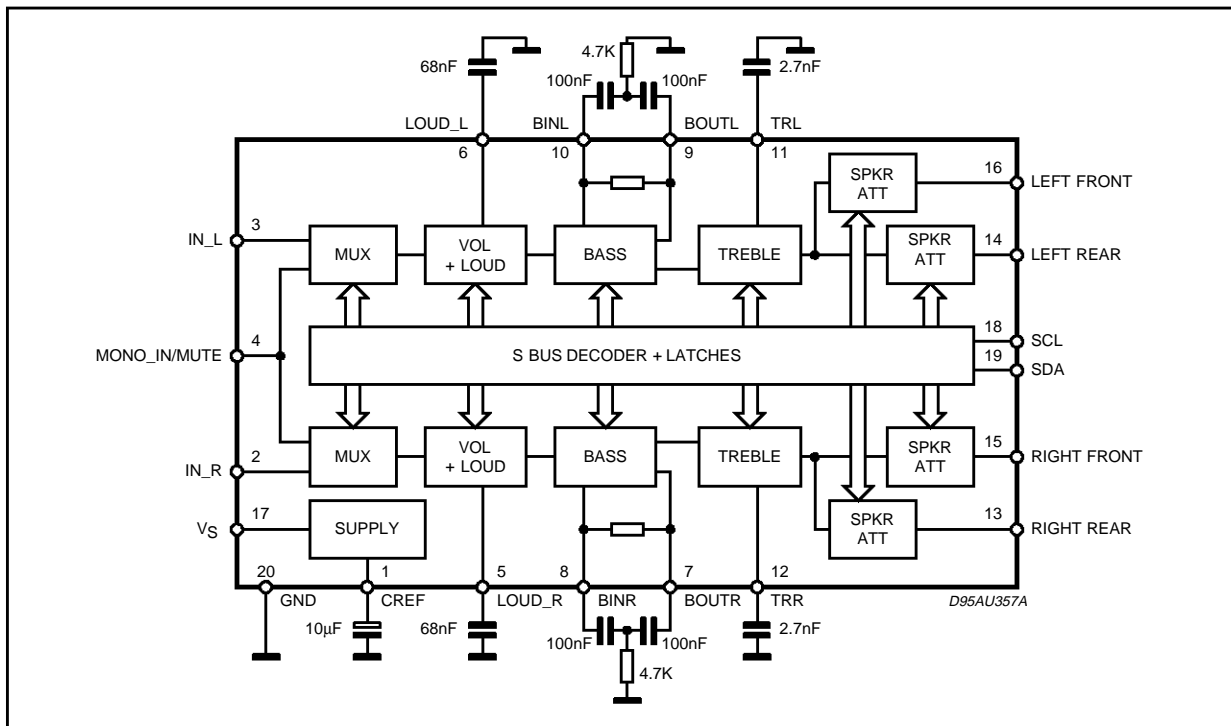 4.7K
68nF
100nF
100nF
2.7nF
LOUD_L
BINL
BOUTL
TRL
6
10
9
11
16
LEFT FRONT
SPKR
ATT
3
IN_L
MUX
VOL
+ LOUD
BASS
TREBLE
SPKR
ATT
14
LEFT REAR
18
SCL
4
MONO_IN/MUTE
S BUS DECODER + LATCHES
19
SDA
MUX
VOL
+ LOUD
BASS
TREBLE
SPKR
ATT
15
RIGHT FRONT
2
IN_R
17
VS
SUPPLY
SPKR
ATT
13
RIGHT REAR
20
1
5
8
7
12
GND
CREF
LOUD_R
BINR
BOUTR
TRR
D95AU357A
10µF
68nF
100nF
100nF
2.7nF
4.7K